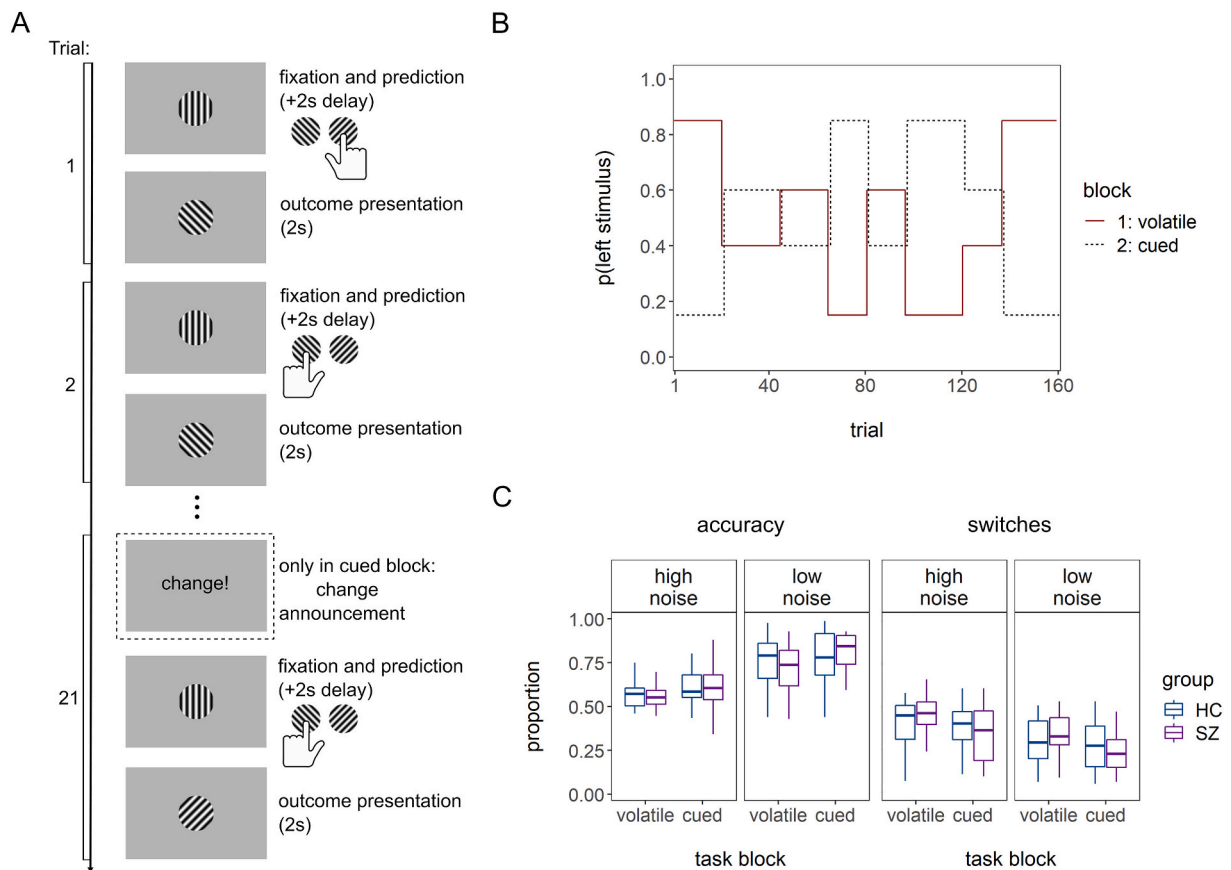 A
Trial:
1
fixation and prediction
(+2s delay)
outcome presentation
(2s)
2
fixation and prediction
(+2s delay)
outcome presentation
(2s)
change!
only in cued block:
change
announcement
21
fixation and prediction
(+2s delay)
outcome presentation
(2s)
B
p(left stimulus)
1.0
0.8
0.6
0.4
0.2
0.0
1
40
80
120
160
trial
block
1: volatile
2: cued
C
accuracy
switches
high
noise
low
noise
high
noise
low
noise
proportion
1.00
0.75
0.50
0.25
0.00
volatile cued
volatile cued
volatile cued
volatile cued
task block
task block
group
HC
SZ